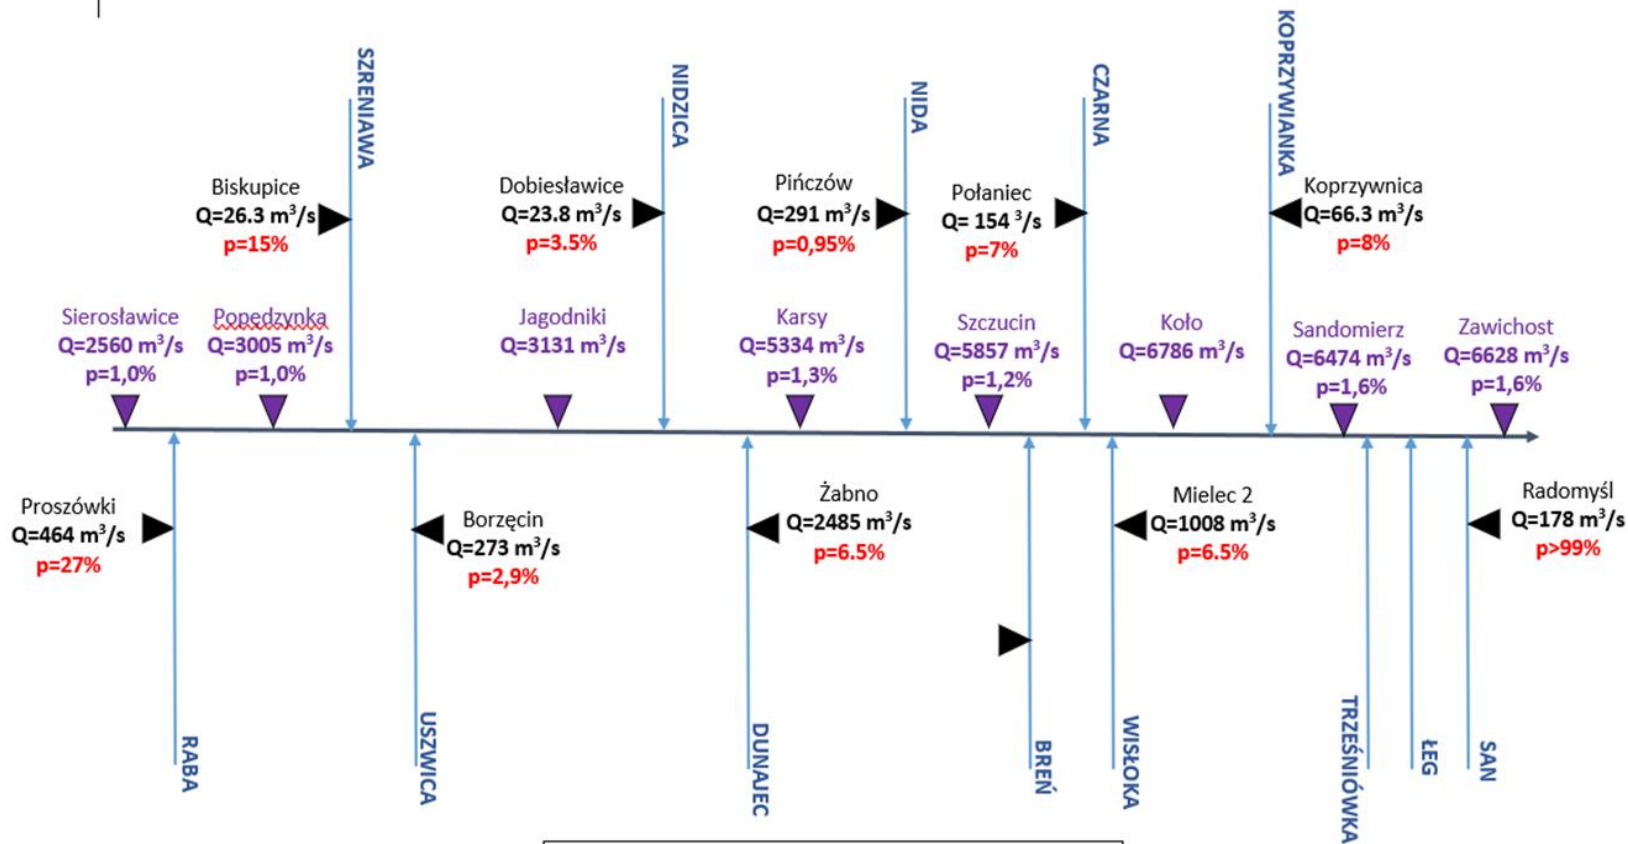 SZRENIAWA
NIDZICA
NIDA
CZARNA
KOPRZYWIANKA
Biskupice
Q=26.3 m³/s
p=15%
Dobiesławice
Q=23.8 m³/s
p=3.5%
Pińczów
Q=291 m³/s
p=0,95%
Połaniec
Q= 154 ³/s
p=7%
Koprzywnica
Q=66.3 m³/s
p=8%
Sierosławice
Q=2560 m³/s
p=1,0%
Popędzynka
Q=3005 m³/s
p=1,0%
Jagodniki
Q=3131 m³/s
Karsy
Q=5334 m³/s
p=1,3%
Szczucin
Q=5857 m³/s
p=1,2%
Koło
Q=6786 m³/s
Sandomierz
Q=6474 m³/s
p=1,6%
Zawichost
Q=6628 m³/s
p=1,6%
Proszówki
Q=464 m³/s
p=27%
Borzęcin
Q=273 m³/s
p=2,9%
Żabno
Q=2485 m³/s
p=6.5%
Mielec 2
Q=1008 m³/s
p=6.5%
Radomyśl
Q=178 m³/s
p>99%
RABA
USZWICA
DUNAJEC
BREŃ
WISŁOKA
TRZEŚNIÓWKA
ŁEG
SAN